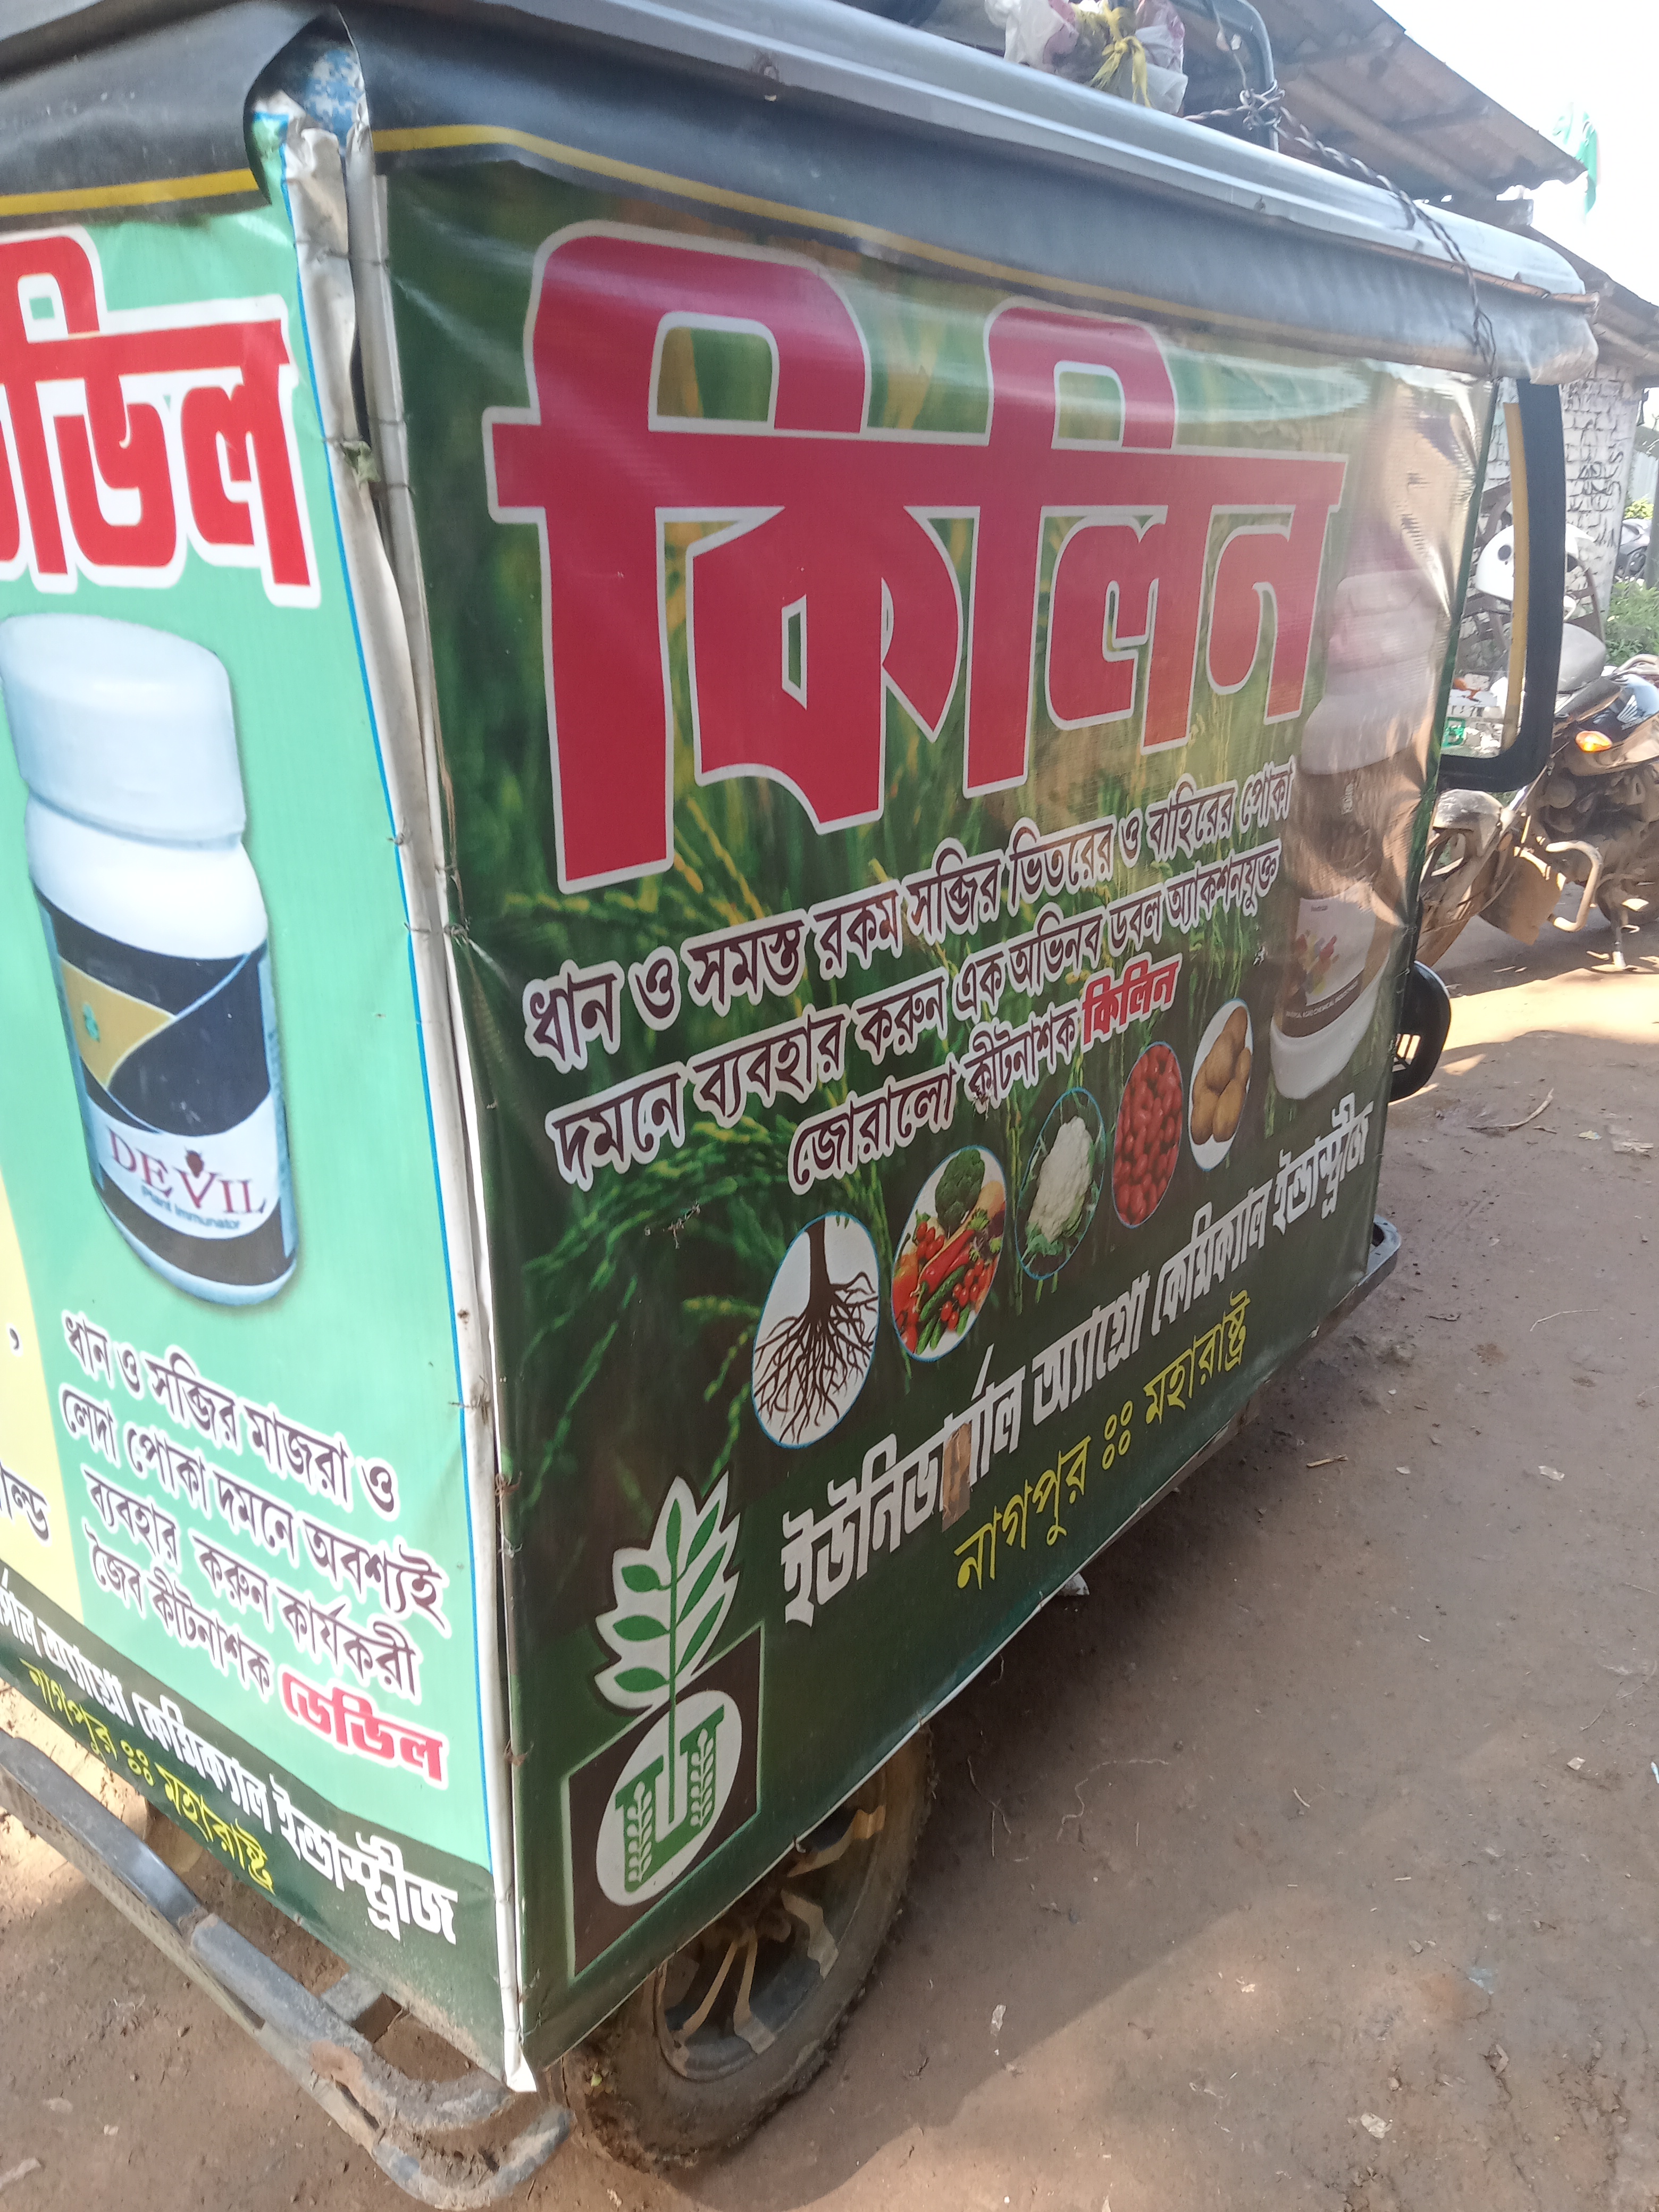 ডেভিল
DEVIL
Plant Immunator
ধান ও সব্জির মাজরা ও
লেদা পোকা দমনে অবশ্যই
ব্যবহার করুন কার্যকরী
জৈব কীটনাশক ডেভিল
অ্যাগ্রো কেমিক্যাল ইন্ডাস্ট্রীজ
নাগপুর ঃঃ মহারাষ্ট্র
কিলিন
ধান ও সমস্ত রকম সব্জির ভিতরের ও বাহিরের পোকা
দমনে ব্যবহার করুন এক অভিনব ডবল অ্যাকশনযুক্ত
জোরালো কীটনাশক কিলিন
ইউনিভার্সাল অ্যাগ্রো কেমিক্যাল ইন্ডাস্ট্রীজ
নাগপুর ঃঃ মহারাষ্ট্র